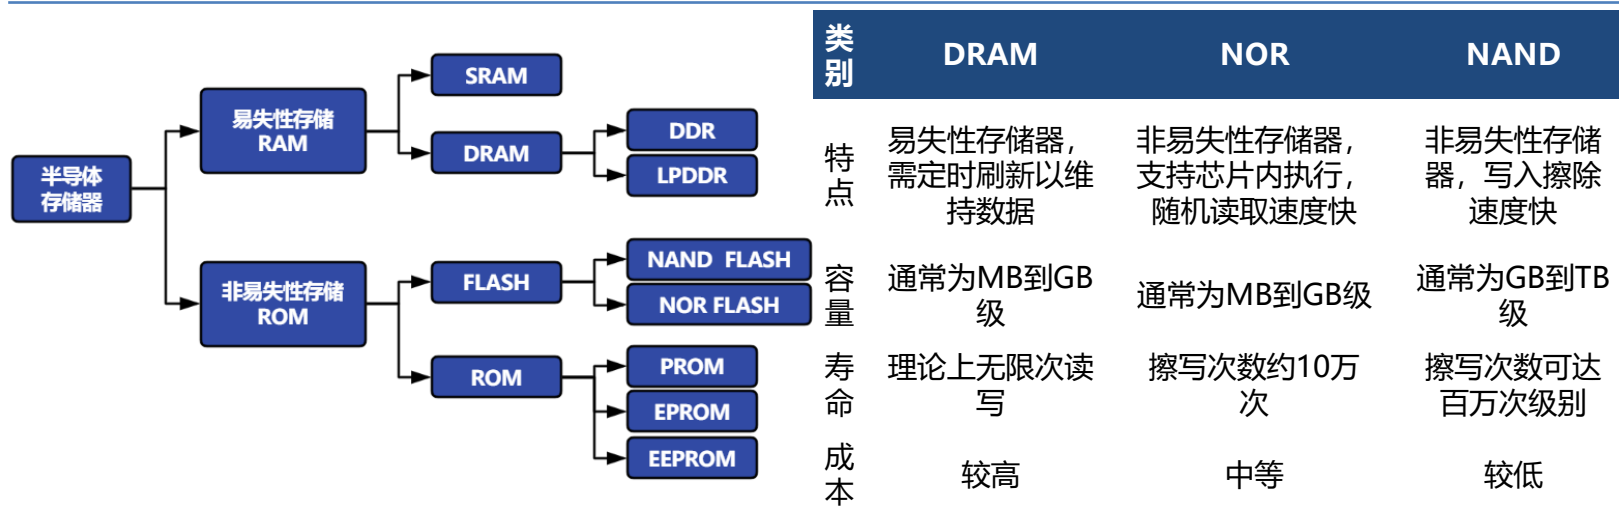 半导体
存储器
易失性存储
RAM
非易失性存储
ROM
SRAM
DRAM
FLASH
ROM
DDR
LPDDR
NAND FLASH
NOR FLASH
PROM
EPROM
EEPROM
类
别
DRAM
NOR
NAND
特
点
易失性存储器，
需定时刷新以维
持数据
非易失性存储器，
支持芯片内执行，
随机读取速度快
非易失性存储
器，写入擦除
速度快
容
量
通常为MB到GB
级
通常为MB到GB级
通常为GB到TB
级
寿
命
理论上无限次读
写
擦写次数约10万
次
擦写次数可达
百万次级别
成
本
较高
中等
较低